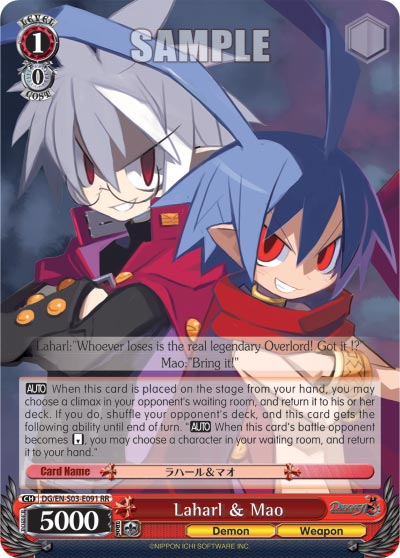 LEVEL
1
0
COST
SAMPLE
Laharl:"Whoever loses is the real legendary Overlord! Got it !?
Mao:"Bring it!"
AUTO When this card is placed on the stage from your hand, you may
choose a climax in your opponent's waiting room, and return it to his or her
deck. If you do, shuffle your opponent's deck, and this card gets the
following ability until end of turn. "AUTO When this card's battle opponent
becomes , you may choose a character in your waiting room, and return
it to your hand."
Card Name
ラハール&マオ
CH DG/EN-S03-E091 RR
POWER
5000
SOUL
Laharl & Mao
DISGAEA 3
Demon
Weapon
©NIPPON ICHI SOFTWARE INC.